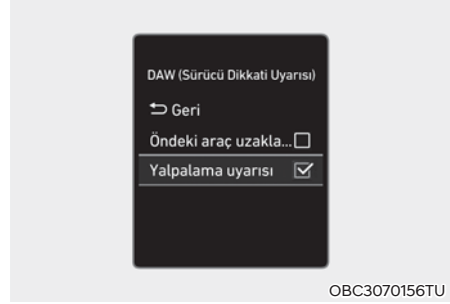 DAW (Sürücü Dikkati Uyarısı)
Geri
Öndeki araç uzakla...
Yalpalama uyarısı
OBC3070156TU